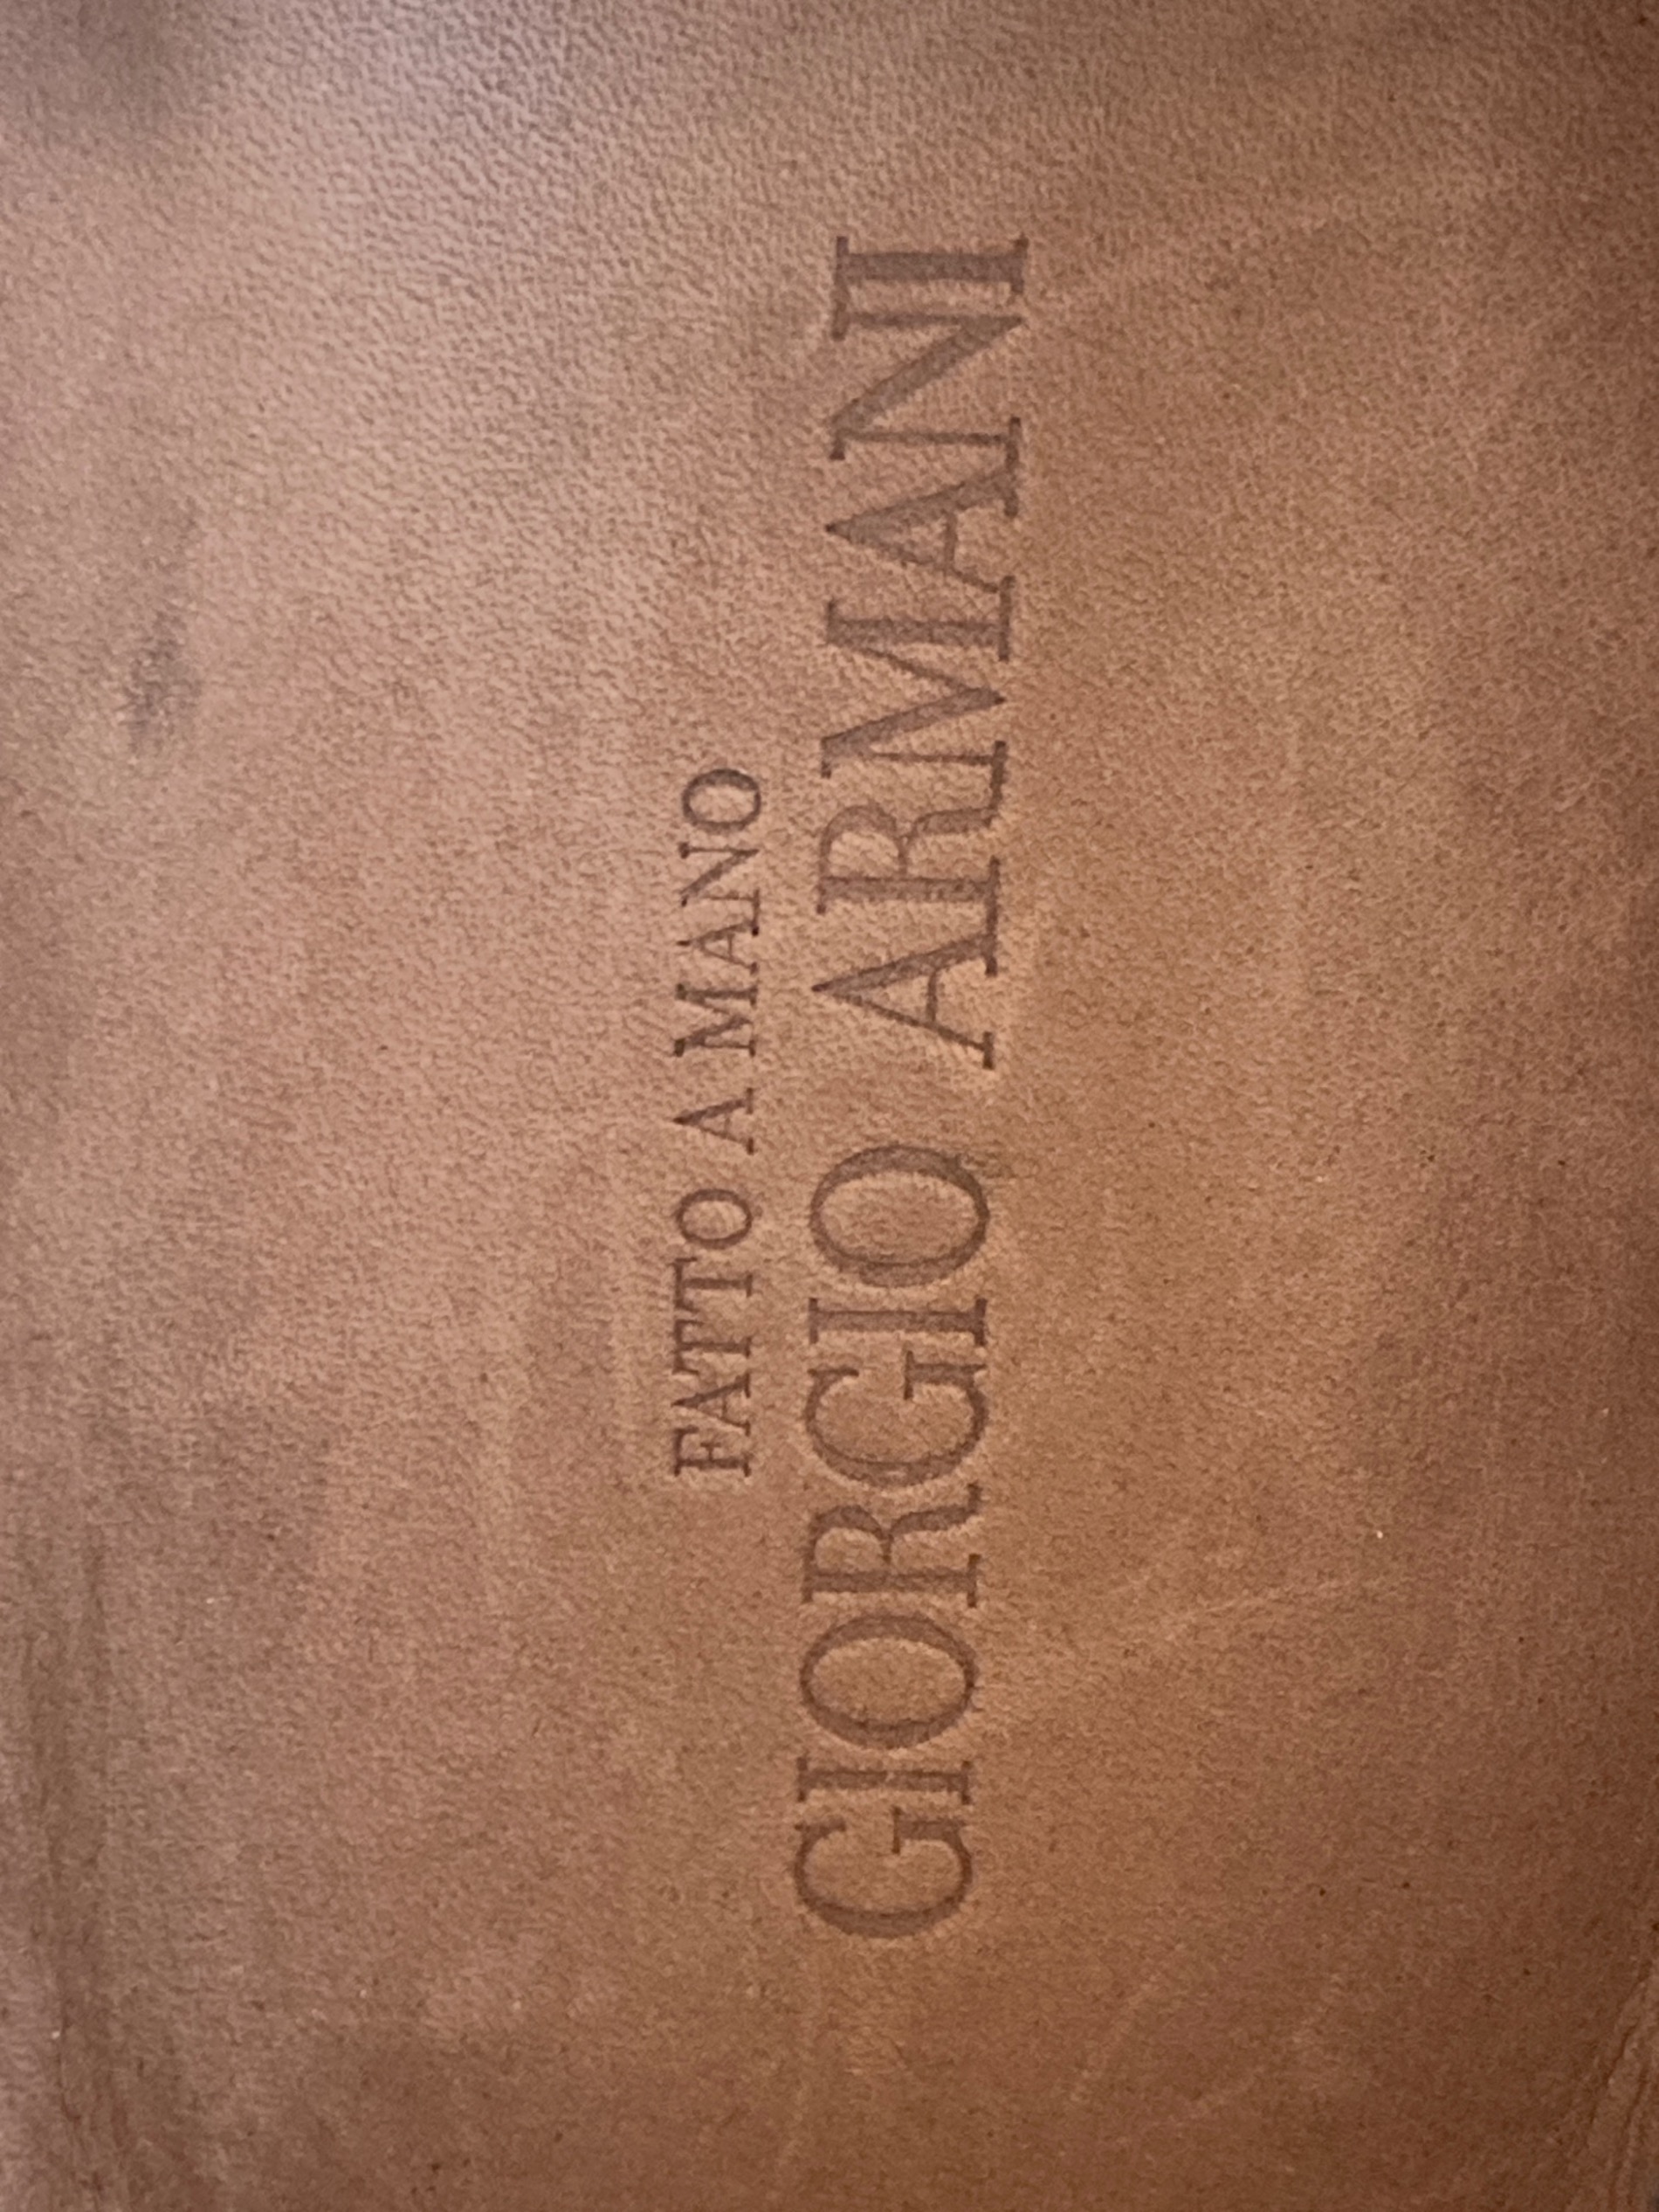 FATTO A MANO
GIORGIO ARMANI